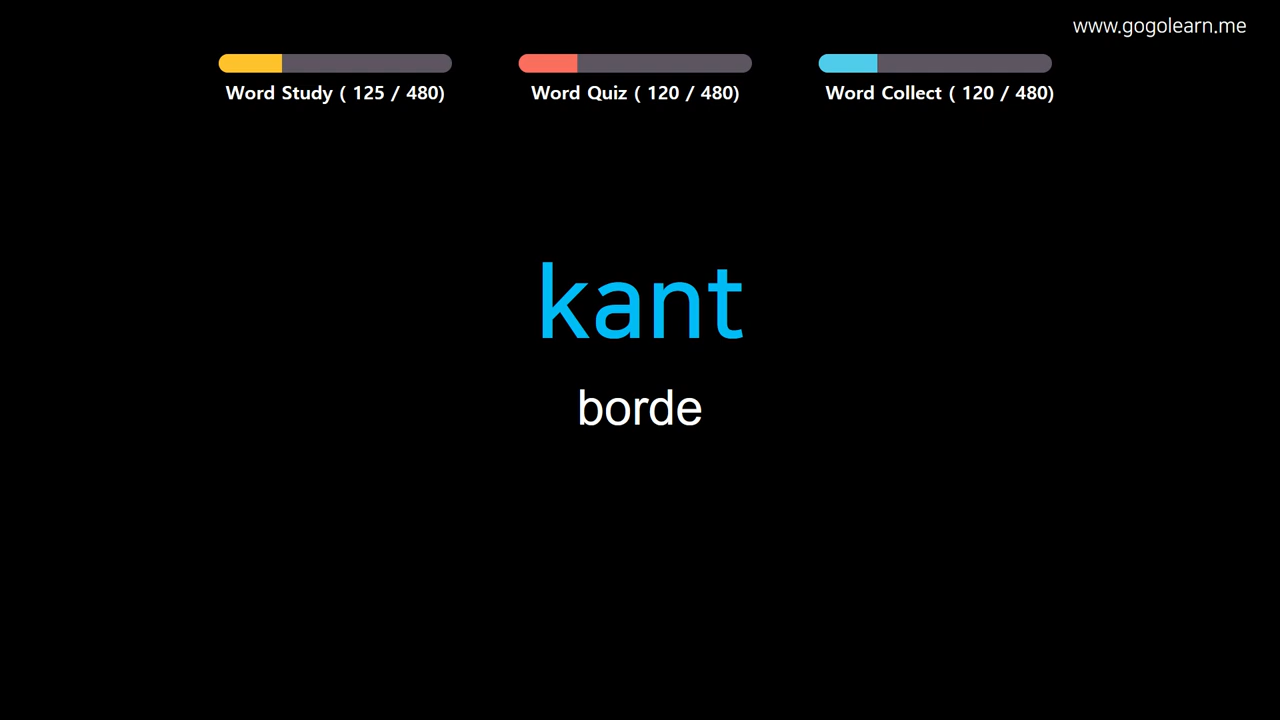 www.gogolearn.me
Word Study ( 125 / 480)
Word Quiz ( 120 / 480)
Word Collect ( 120 / 480)
kant
borde